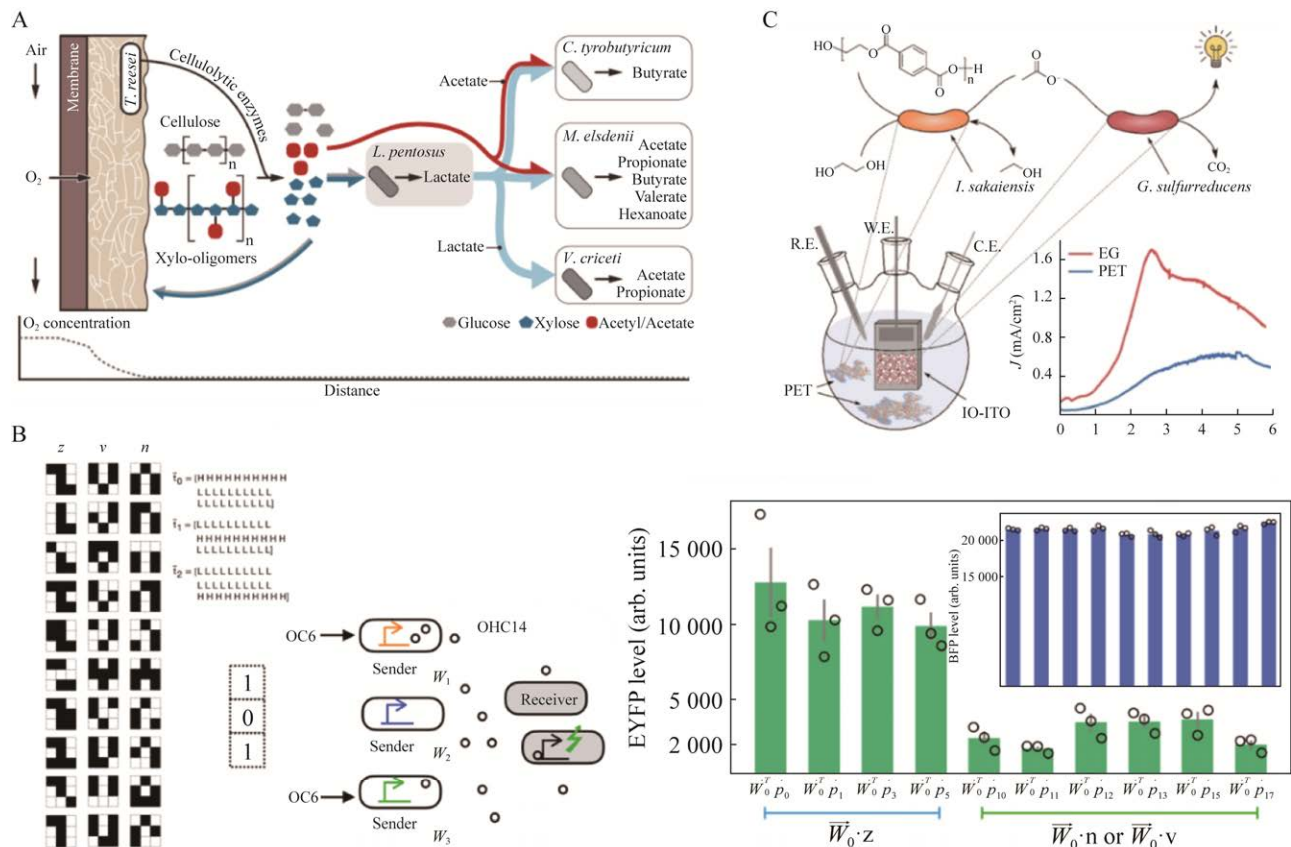 A
Air
Membrane
T. reesei
Cellulolytic enzymes
Cellulose
n
O₂
Xylo-oligomers
n
L. pentosus
Lactate
Acetate
Lactate
C. tyrobutyricum
Butyrate
M. elsdenii
Acetate
Propionate
Butyrate
Valerate
Hexanoate
V. criceti
Acetate
Propionate
Glucose Xylose Acetyl/Acetate
O₂ concentration
Distance
C
HO
O
O
O
O
H
n
O
O⁻
HO OH
OH
CO₂
I. sakaiensis
G. sulfurreducens
R.E.
W.E.
C.E.
PET
IO-ITO
EG
PET
J (mA/cm²)
1.6
1.2
0.8
0.4
0 1 2 3 4 5 6
B
z v n
1
0
1
OC6
Sender
W₁
OHC14
Sender
W₂
OC6
Sender
W₃
Receiver
EYFP level (arb. units)
15 000
10 000
5 000
2 000
BFP level (arb. units)
20 000
15 000
W₀ᵀ p₀ W₀ᵀ p₁ W₀ᵀ p₃ W₀ᵀ p₅ W₀ᵀ p₁₀ W₀ᵀ p₁₁ W₀ᵀ p₁₂ W₀ᵀ p₁₃ W₀ᵀ p₁₅ W₀ᵀ p₁₇
W₀·z
W₀·n or W₀·v